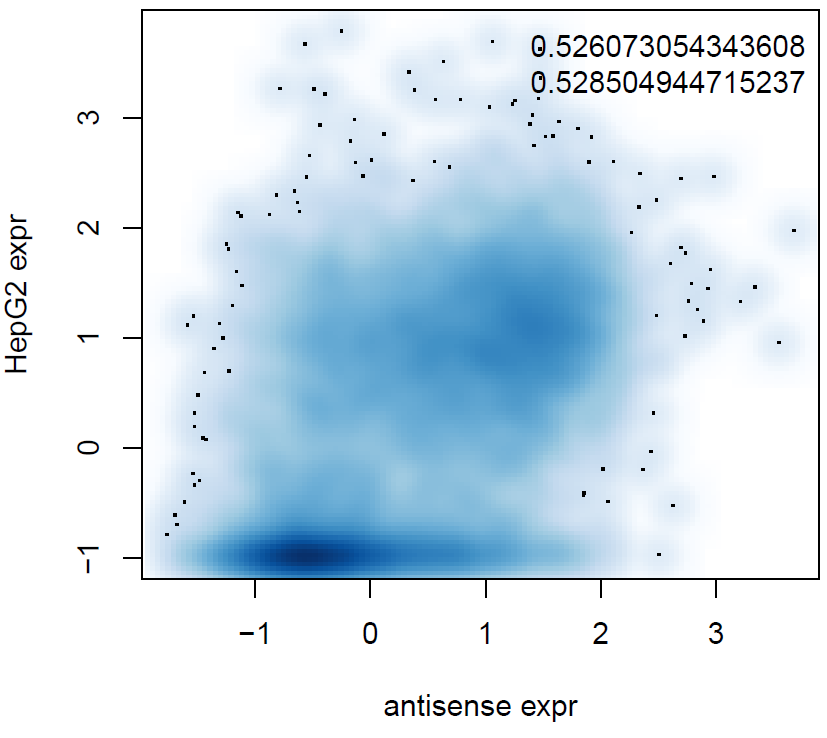 0.526073054343608
0.528504944715237
3
2
1
0
−1
HepG2 expr
−1 0 1 2 3
antisense expr